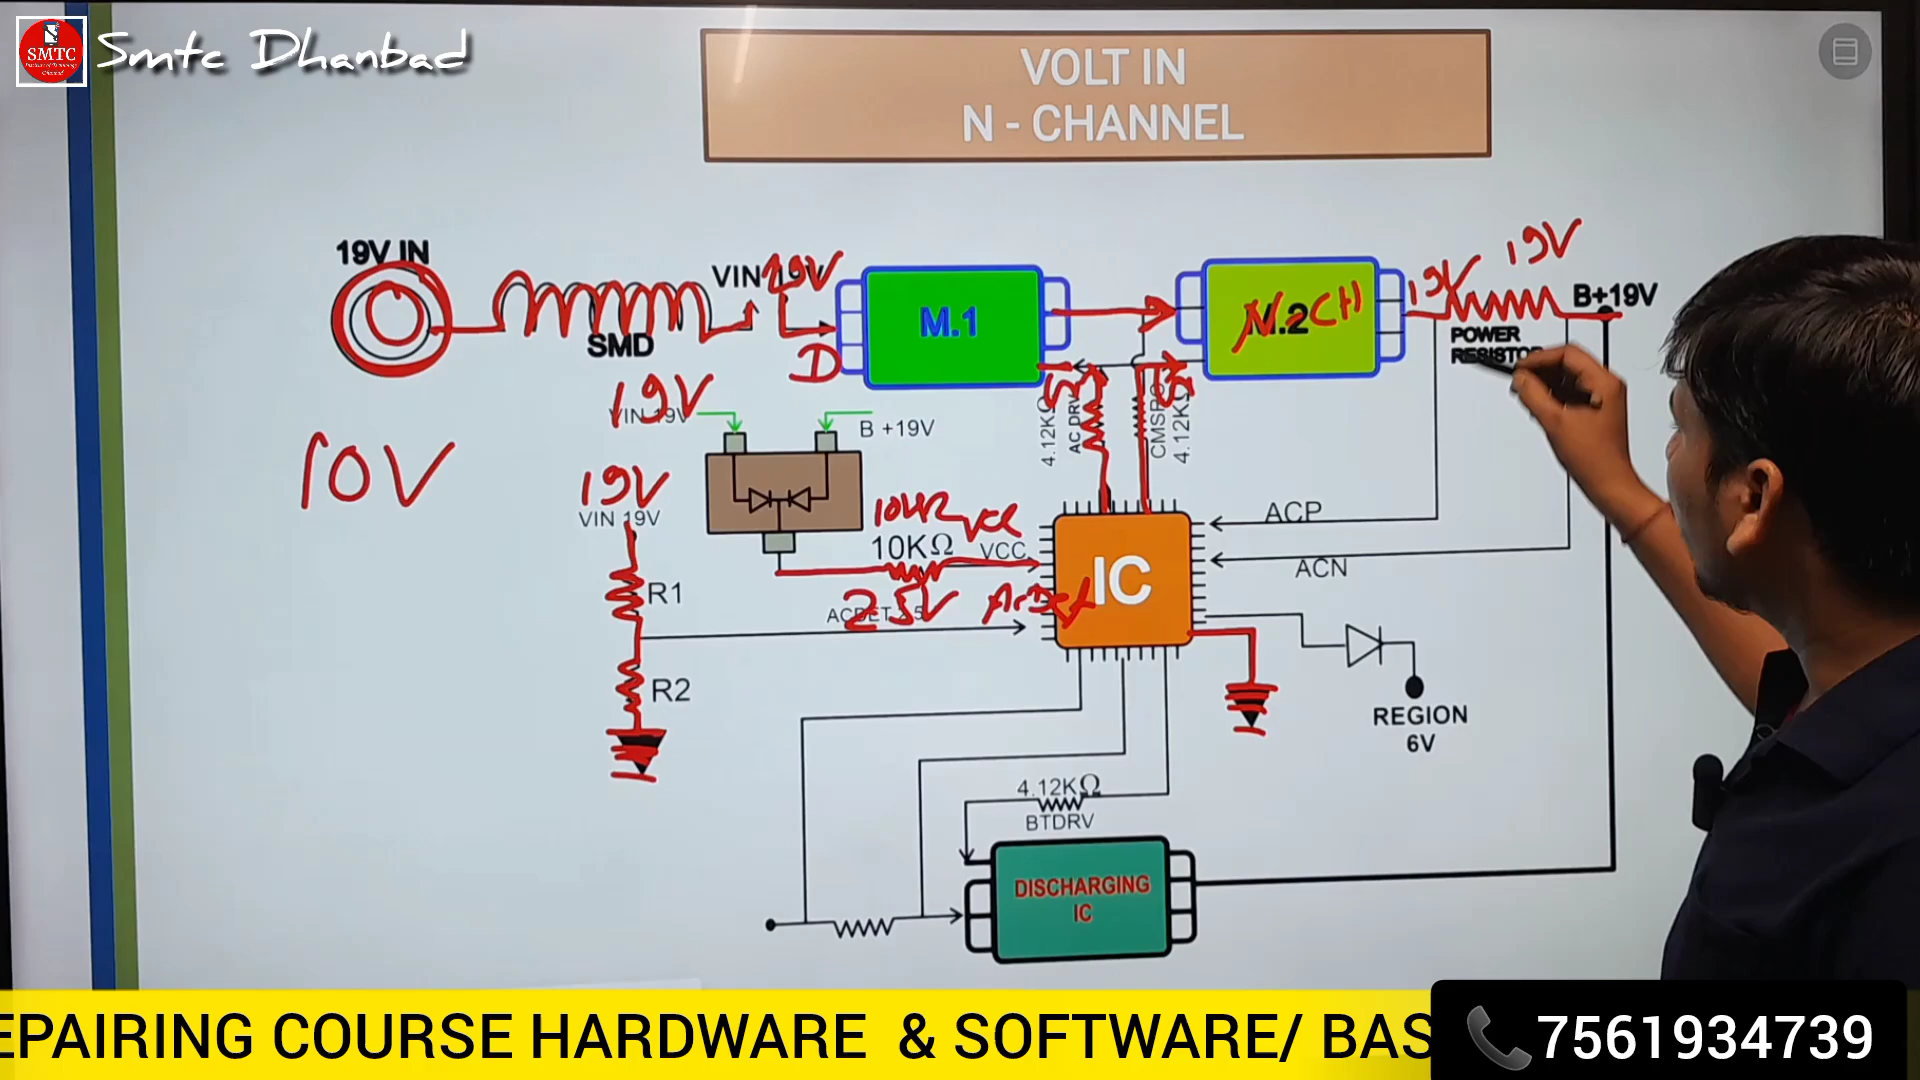 SMTC
Smtc Dhanbad
VOLT IN
N - CHANNEL
19V IN
SMD
VIN 19V
19V
D
M.1
M.2
N.CH
19V
19V
B+19V
POWER
RESISTOR
19V
VIN 19V
B +19V
4.12KΩ
AC DRV
CMSRC
4.12KΩ
10V
19V
VIN 19V
R1
R2
10KΩ
VCC
10KΩ
VCC
2.5V
ACDET
IC
ACP
ACN
REGION
6V
4.12KΩ
BTDRV
DISCHARGING
IC
EPAIRING COURSE HARDWARE & SOFTWARE/ BAS
7561934739